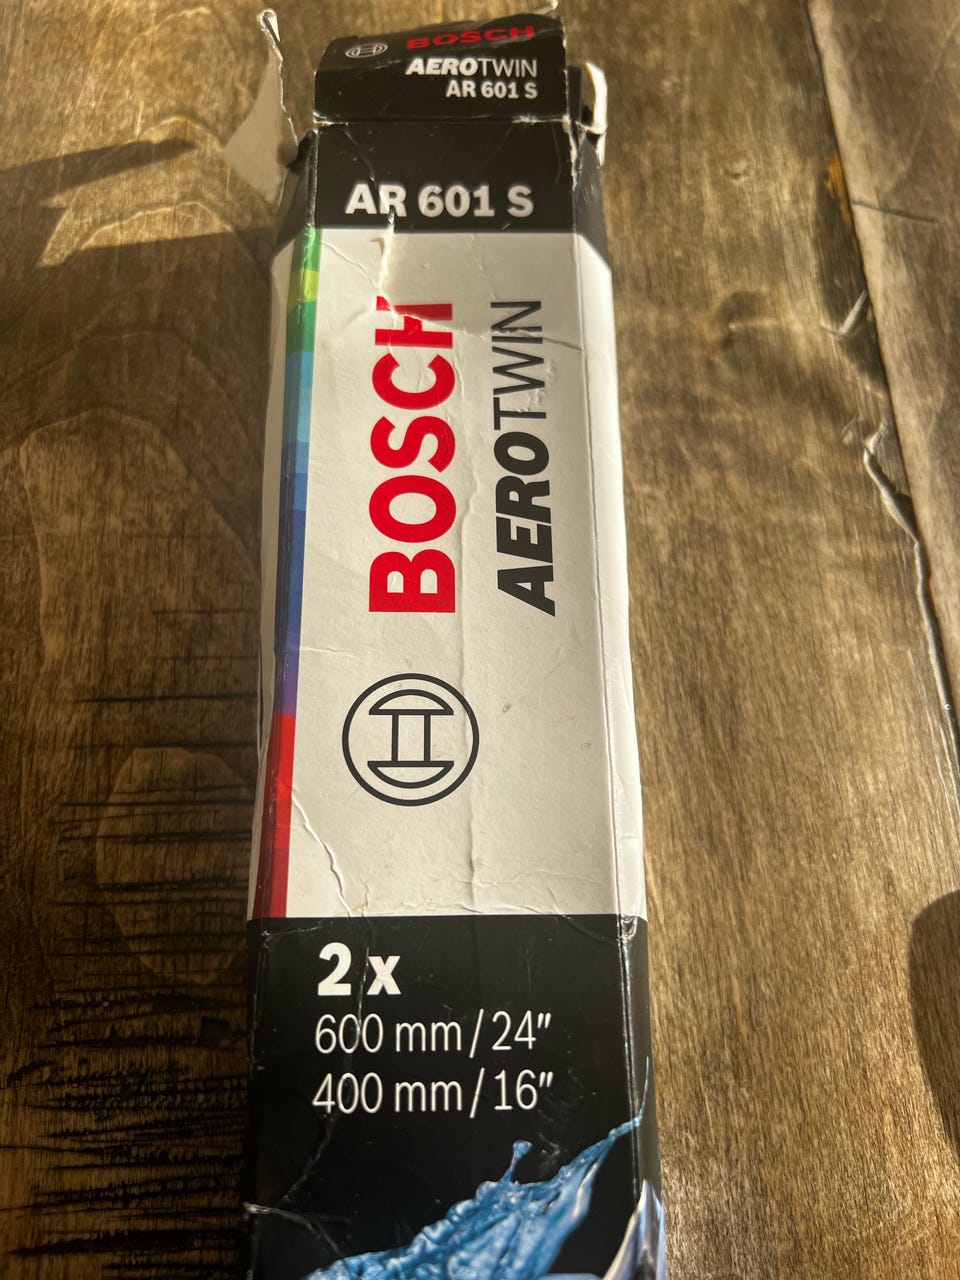 BOSCH
AEROTWIN
AR 601 S
AR 601 S
BOSCH
AEROTWIN
2 x
600 mm / 24"
400 mm / 16"